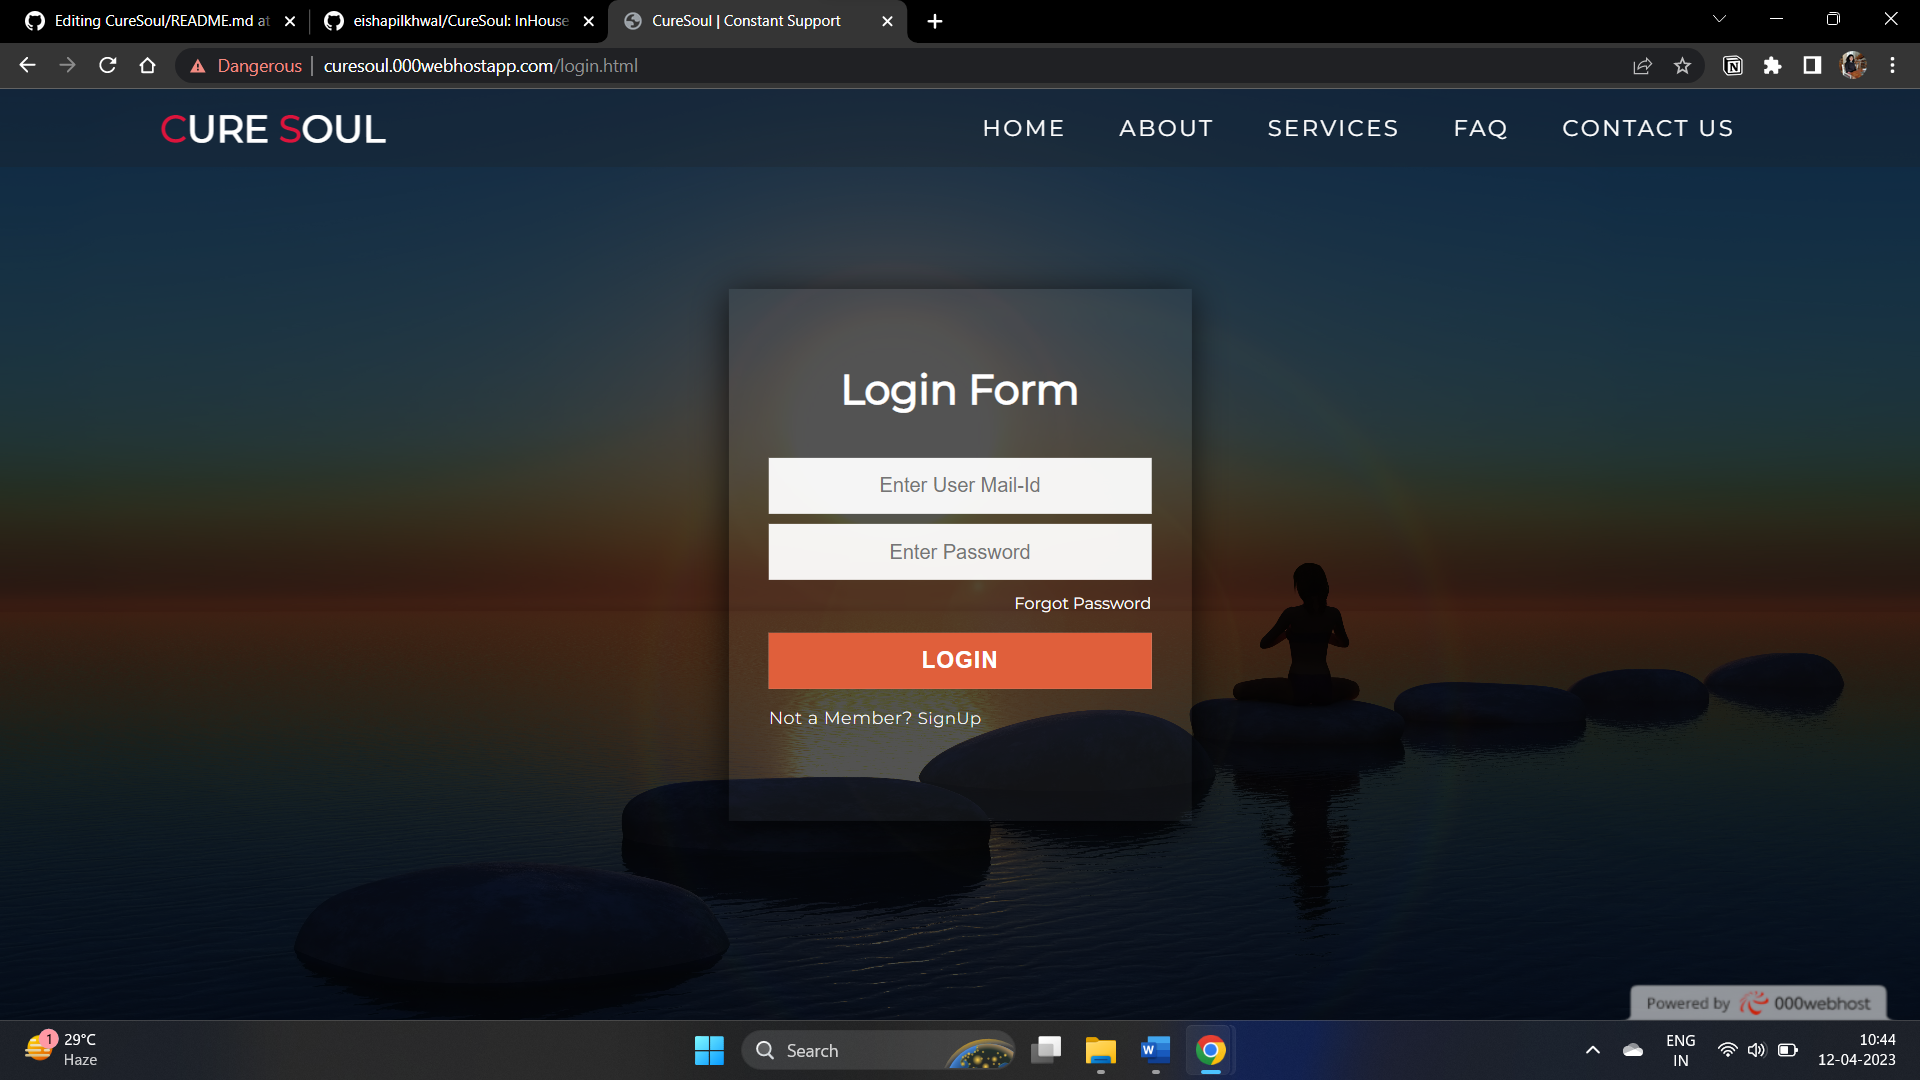 Editing CureSoul/README.md at
eishapilkhwal/CureSoul: InHouse
CureSoul | Constant Support
Dangerous
curesoul.000webhostapp.com/login.html
CURE SOUL
HOME
ABOUT
SERVICES
FAQ
CONTACT US
Login Form
Enter User Mail-Id
Enter Password
Forgot Password
LOGIN
Not a Member? SignUp
Powered by 000webhost
1
29°C
Haze
Search
W
ENG
IN
10:44
12-04-2023